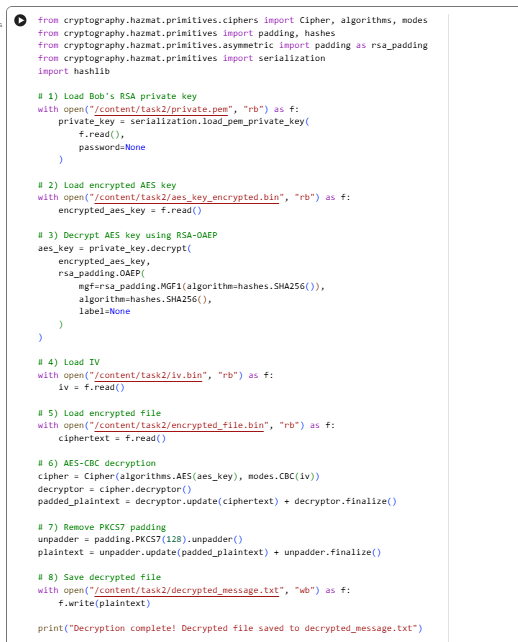 from cryptography.hazmat.primitives.ciphers import Cipher, algorithms, modes
from cryptography.hazmat.primitives import padding, hashes
from cryptography.hazmat.primitives.asymmetric import padding as rsa_padding
from cryptography.hazmat.primitives import serialization
import hashlib

# 1) Load Bob's RSA private key
with open("/content/task2/private.pem", "rb") as f:
    private_key = serialization.load_pem_private_key(
        f.read(),
        password=None
    )

# 2) Load encrypted AES key
with open("/content/task2/aes_key_encrypted.bin", "rb") as f:
    encrypted_aes_key = f.read()

# 3) Decrypt AES key using RSA-OAEP
aes_key = private_key.decrypt(
    encrypted_aes_key,
    rsa_padding.OAEP(
        mgf=rsa_padding.MGF1(algorithm=hashes.SHA256()),
        algorithm=hashes.SHA256(),
        label=None
    )
)

# 4) Load IV
with open("/content/task2/iv.bin", "rb") as f:
    iv = f.read()

# 5) Load encrypted file
with open("/content/task2/encrypted_file.bin", "rb") as f:
    ciphertext = f.read()

# 6) AES-CBC decryption
cipher = Cipher(algorithms.AES(aes_key), modes.CBC(iv))
decryptor = cipher.decryptor()
padded_plaintext = decryptor.update(ciphertext) + decryptor.finalize()

# 7) Remove PKCS7 padding
unpadder = padding.PKCS7(128).unpadder()
plaintext = unpadder.update(padded_plaintext) + unpadder.finalize()

# 8) Save decrypted file
with open("/content/task2/decrypted_message.txt", "wb") as f:
    f.write(plaintext)

print("Decryption complete! Decrypted file saved to decrypted_message.txt")